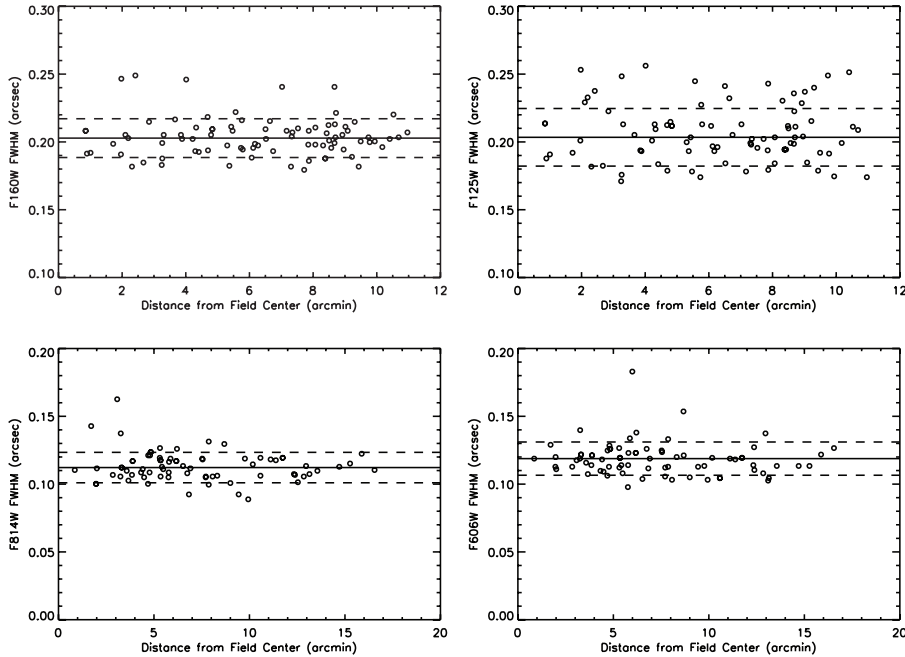 0.30
0.25
0.20
0.15
0.10
F160W FWHM (arcsec)
0 2 4 6 8 10 12
Distance from Field Center (arcmin)
0.30
0.25
0.20
0.15
0.10
F125W FWHM (arcsec)
0 2 4 6 8 10 12
Distance from Field Center (arcmin)
0.20
0.15
0.10
0.05
0.00
F814W FWHM (arcsec)
0 5 10 15 20
Distance from Field Center (arcmin)
0.20
0.15
0.10
0.05
0.00
F606W FWHM (arcsec)
0 5 10 15 20
Distance from Field Center (arcmin)